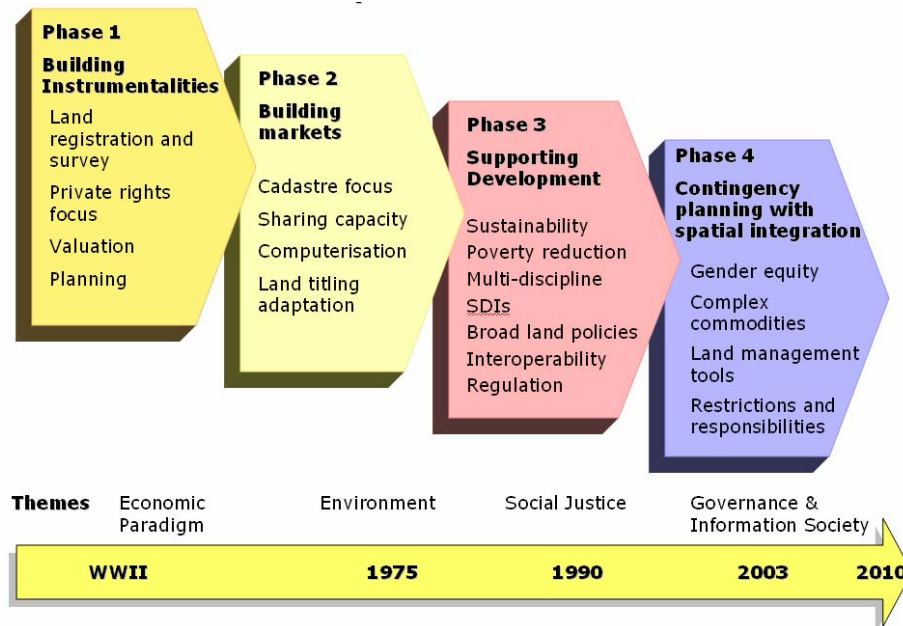 Phase 1
Building
Instrumentalities
Land
registration and
survey
Private rights
focus
Valuation
Planning
Phase 2
Building
markets
Cadastre focus
Sharing capacity
Computerisation
Land titling
adaptation
Phase 3
Supporting
Development
Sustainability
Poverty reduction
Multi-discipline
SDIs
Broad land policies
Interoperability
Regulation
Phase 4
Contingency
planning with
spatial integration
Gender equity
Complex
commodities
Land management
tools
Restrictions and
responsibilities
Themes
Economic
Paradigm
Environment
Social Justice
Governance &
Information Society
WWII
1975
1990
2003
2010